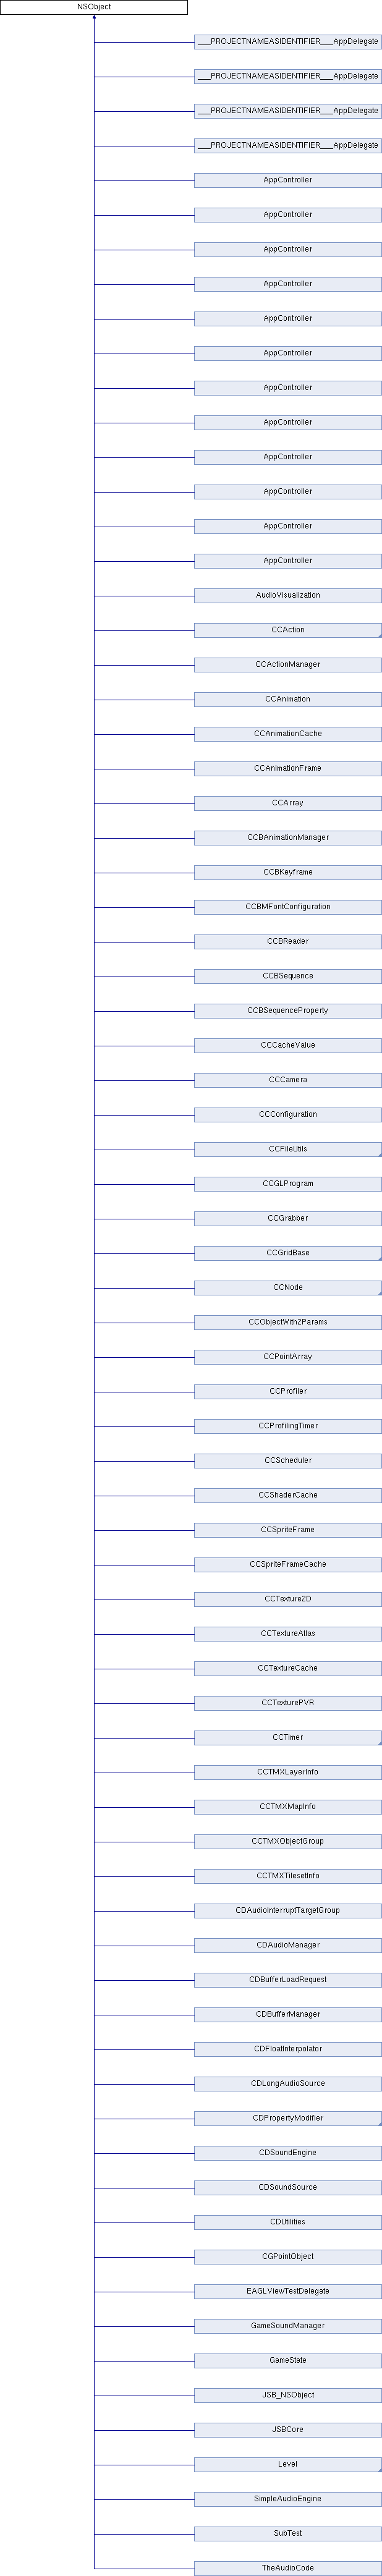 NSObject
___PROJECTNAMEASIDENTIFIER___AppDelegate
___PROJECTNAMEASIDENTIFIER___AppDelegate
___PROJECTNAMEASIDENTIFIER___AppDelegate
___PROJECTNAMEASIDENTIFIER___AppDelegate
AppController
AppController
AppController
AppController
AppController
AppController
AppController
AppController
AppController
AppController
AppController
AppController
AudioVisualization
CCAction
CCActionManager
CCAnimation
CCAnimationCache
CCAnimationFrame
CCArray
CCBAnimationManager
CCBKeyframe
CCBMFontConfiguration
CCBReader
CCBSequence
CCBSequenceProperty
CCCacheValue
CCCamera
CCConfiguration
CCFileUtils
CCGLProgram
CCGrabber
CCGridBase
CCNode
CCObjectWith2Params
CCPointArray
CCProfiler
CCProfilingTimer
CCScheduler
CCShaderCache
CCSpriteFrame
CCSpriteFrameCache
CCTexture2D
CCTextureAtlas
CCTextureCache
CCTexturePVR
CCTimer
CCTMXLayerInfo
CCTMXMapInfo
CCTMXObjectGroup
CCTMXTilesetInfo
CDAudioInterruptTargetGroup
CDAudioManager
CDBufferLoadRequest
CDBufferManager
CDFloatInterpolator
CDLongAudioSource
CDPropertyModifier
CDSoundEngine
CDSoundSource
CDUtilities
CGPointObject
EAGLViewTestDelegate
GameSoundManager
GameState
JSB_NSObject
JSBCore
Level
SimpleAudioEngine
SubTest
TheAudioCode